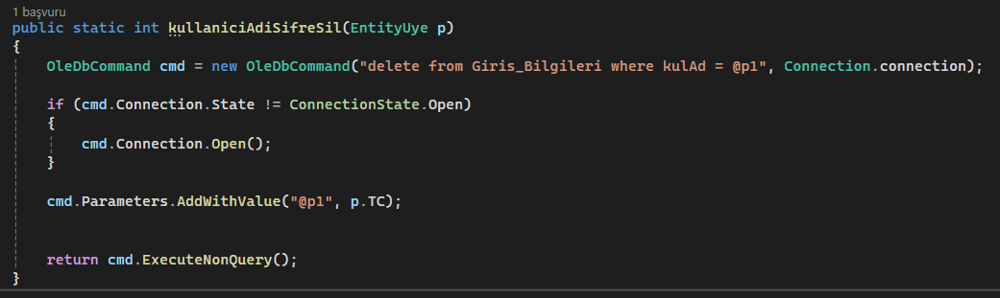 1 başvuru
public static int kullaniciAdiSifreSil(EntityUye p)
{
OleDbCommand cmd = new OleDbCommand("delete from Giris_Bilgileri where kulAd = @p1", Connection.connection);
if (cmd.Connection.State != ConnectionState.Open)
{
cmd.Connection.Open();
}
cmd.Parameters.AddWithValue("@p1", p.TC);
return cmd.ExecuteNonQuery();
}